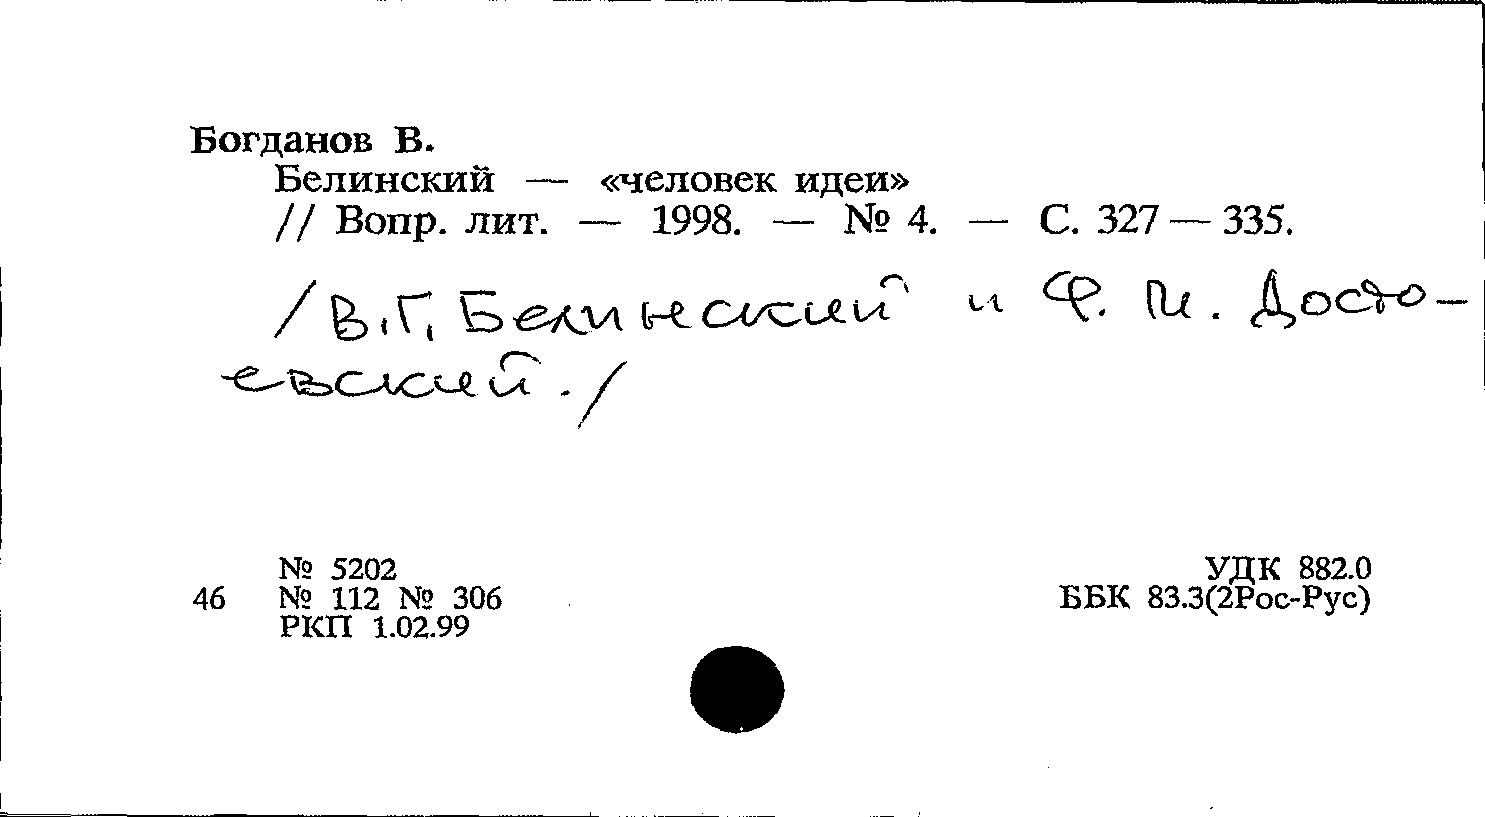 Богданов В.
Белинский — «человек идеи»
// Вопр. лит. — 1998. — № 4. — С. 327 — 335.
/В.Г. Белинский и Ф. М. Досто-
евский./
№ 5202
46 № 112 № 306
РКП 1.02.99
УДК 882.0
ББК 83.3(2Рос-Рус)